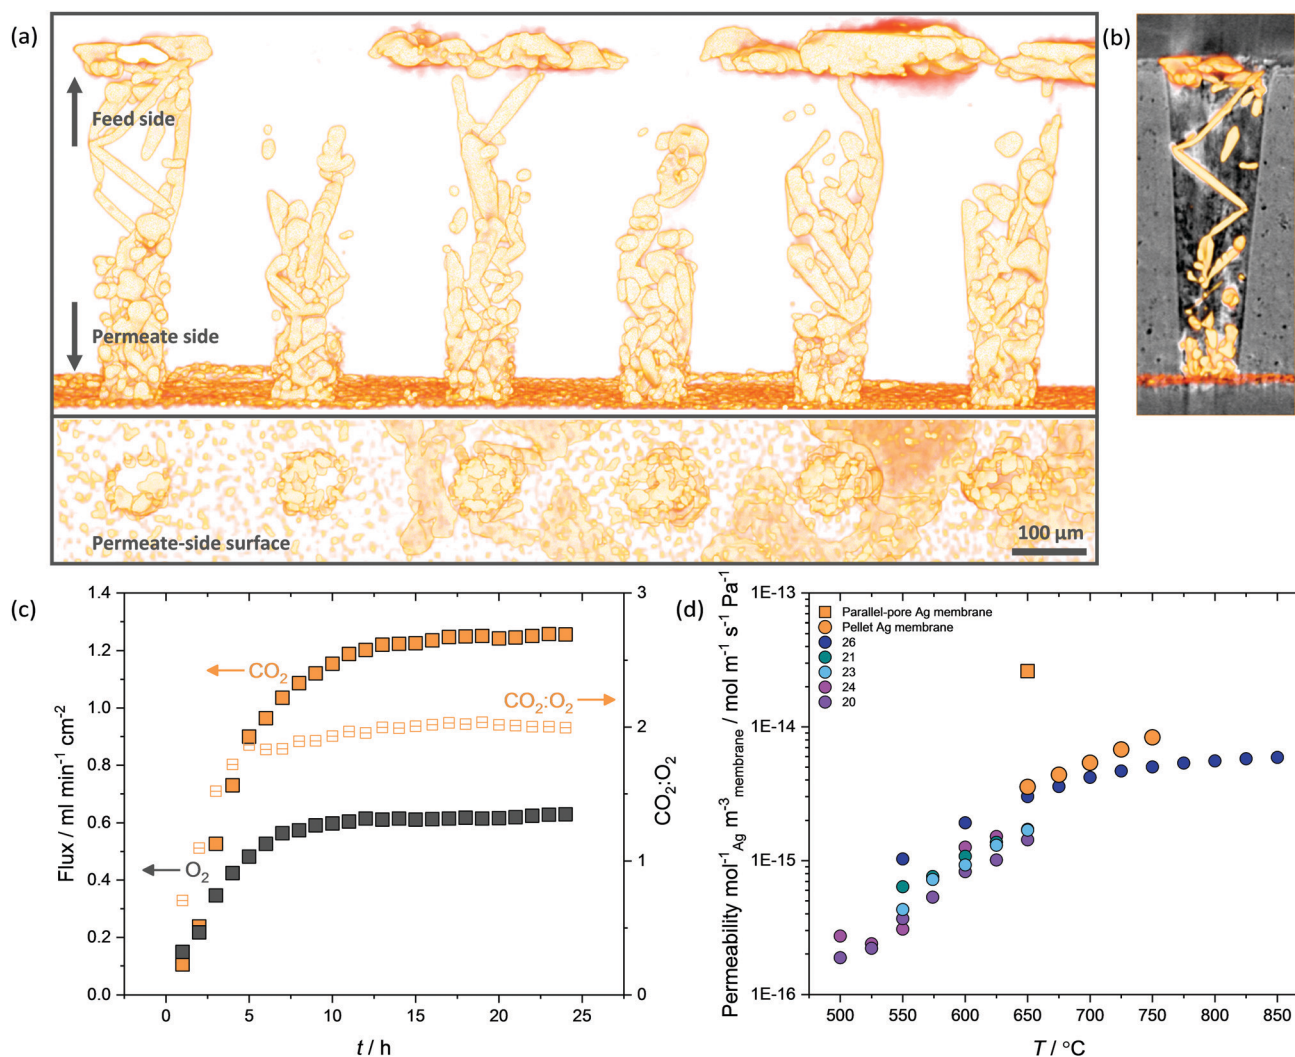 (a)
Feed side
Permeate side
Permeate-side surface
100 µm
(b)
(c)
1.4
1.2
1.0
0.8
0.6
0.4
0.2
0.0
Flux / ml min⁻¹ cm⁻²
CO₂
CO₂:O₂
O₂
3
2
1
0
CO₂:O₂
0 5 10 15 20 25
t / h
(d)
1E-13
1E-14
1E-15
1E-16
Permeability mol⁻¹Ag m⁻³membrane / mol m⁻¹ s⁻¹ Pa⁻¹
Parallel-pore Ag membrane
Pellet Ag membrane
26
21
23
24
20
500 550 600 650 700 750 800 850
T / °C